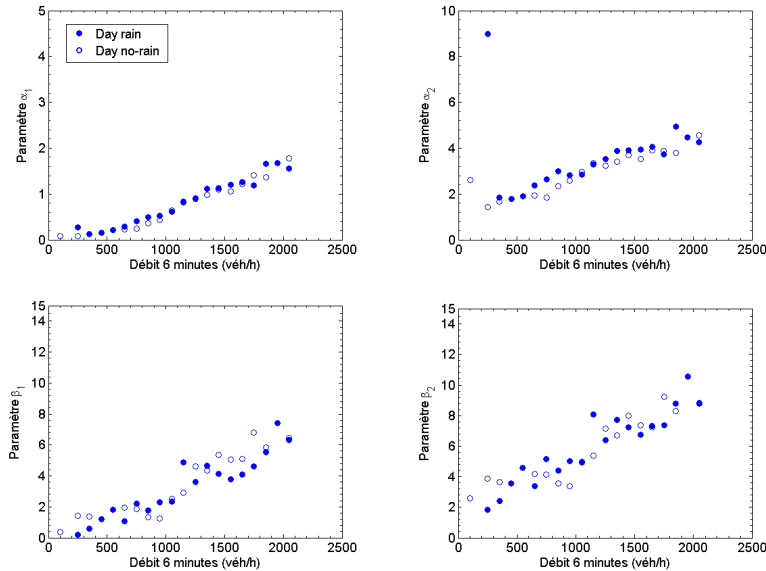 5
4
3
2
1
0
0 500 1000 1500 2000 2500
Paramètre α1
Débit 6 minutes (véh/h)
Day rain
Day no-rain
10
8
6
4
2
0
0 500 1000 1500 2000 2500
Paramètre α2
Débit 6 minutes (véh/h)
15
14
12
10
8
6
4
2
0
0 500 1000 1500 2000 2500
Paramètre β1
Débit 6 minutes (véh/h)
15
14
12
10
8
6
4
2
0
0 500 1000 1500 2000 2500
Paramètre β2
Débit 6 minutes (véh/h)